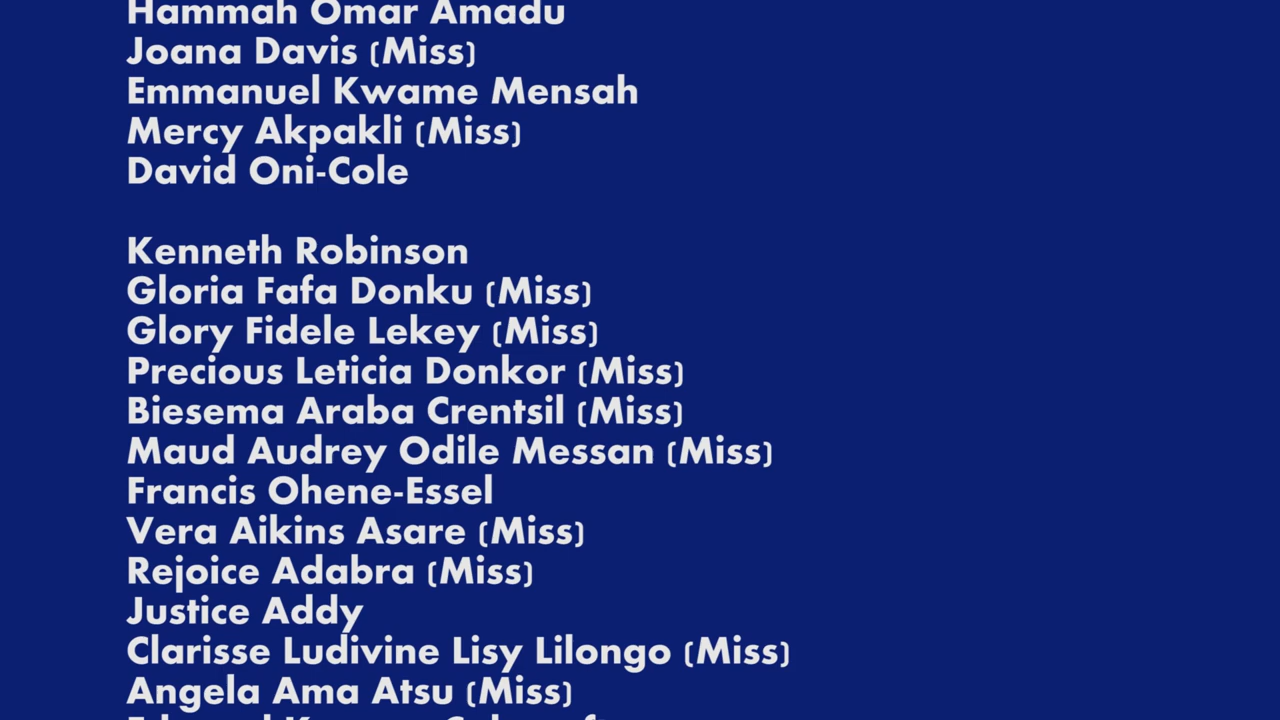 Hammah Omar Amadu
Joana Davis (Miss)
Emmanuel Kwame Mensah
Mercy Akpakli (Miss)
David Oni-Cole
Kenneth Robinson
Gloria Fafa Donku (Miss)
Glory Fidele Lekey (Miss)
Precious Leticia Donkor (Miss)
Biesema Araba Crentsil (Miss)
Maud Audrey Odile Messan (Miss)
Francis Ohene-Essel
Vera Aikins Asare (Miss)
Rejoice Adabra (Miss)
Justice Addy
Clarisse Ludivine Lisy Lilongo (Miss)
Angela Ama Atsu (Miss)